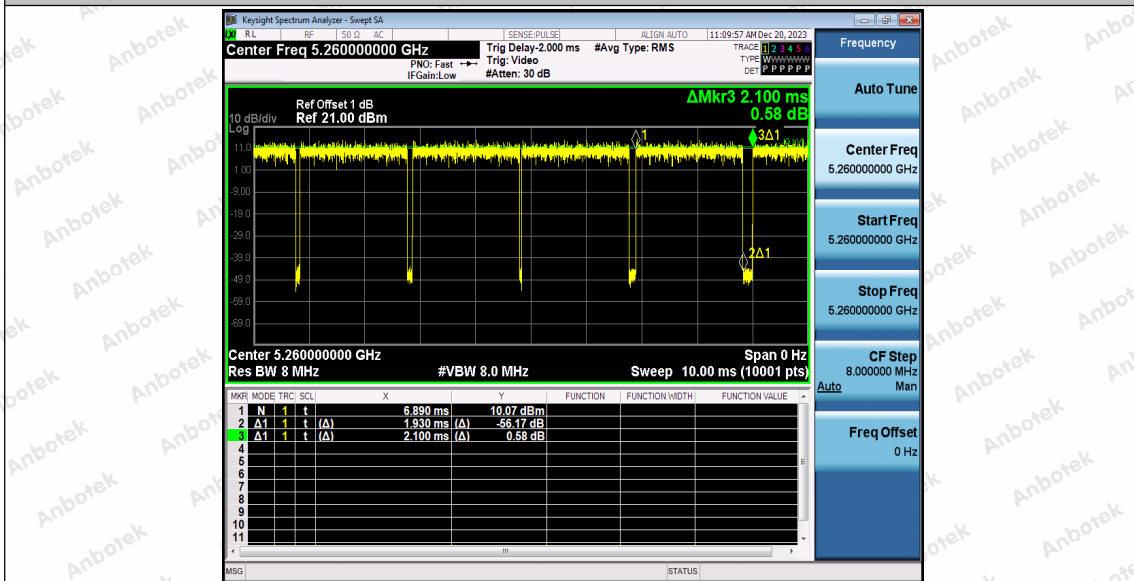 Keysight Spectrum Analyzer - Swept SA
LXI RL RF 50 Ω AC SENSE:PULSE ALIGN AUTO 11:09:57 AM Dec 20, 2023
Center Freq 5.260000000 GHz
PNO: Fast
IFGain:Low
Trig Delay-2.000 ms
Trig: Video
#Atten: 30 dB
#Avg Type: RMS
TRACE 1 2 3 4 5 6
TYPE WWWWWW
DET P P P P P P
Ref Offset 1 dB
10 dB/div Ref 21.00 dBm
ΔMkr3 2.100 ms
0.58 dB
Log
11.0
1.00
-9.00
-19.0
-29.0
-39.0
-49.0
-59.0
-69.0
1
3Δ1
2Δ1
Center 5.260000000 GHz Span 0 Hz
Res BW 8 MHz #VBW 8.0 MHz Sweep 10.00 ms (10001 pts)
MKR MODE TRC SCL X Y FUNCTION FUNCTION WIDTH FUNCTION VALUE
1 N 1 t 6.890 ms 10.07 dBm
2 Δ1 1 t (Δ) 1.930 ms (Δ) -56.17 dB
3 Δ1 1 t (Δ) 2.100 ms (Δ) 0.58 dB
4
5
6
7
8
9
10
11
MSG STATUS
Frequency
Auto Tune
Center Freq
5.260000000 GHz
Start Freq
5.260000000 GHz
Stop Freq
5.260000000 GHz
CF Step
8.000000 MHz
Auto Man
Freq Offset
0 Hz
Anbotek